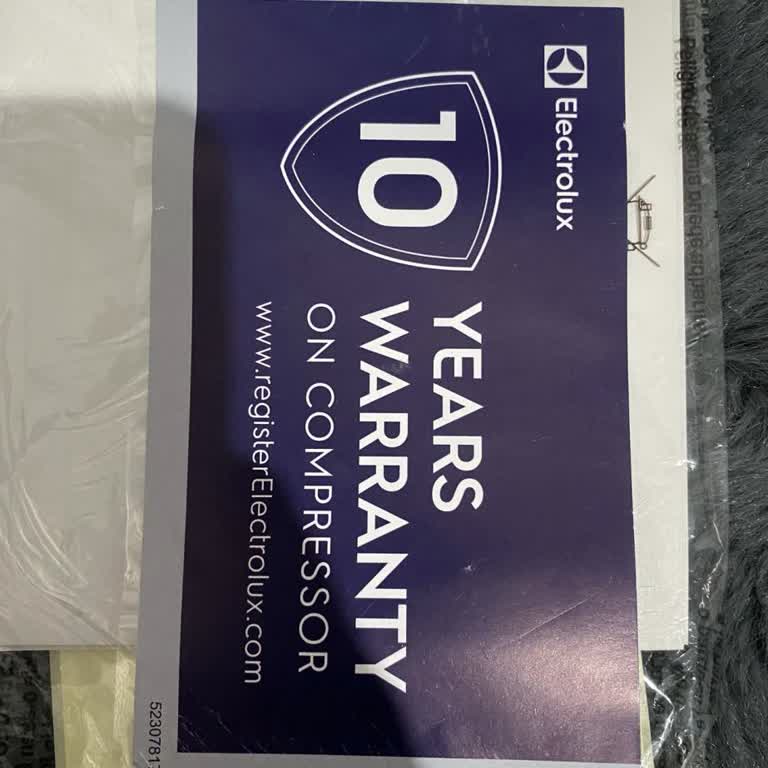 Electrolux
10
YEARS
WARRANTY
ON COMPRESSOR
www.registerElectrolux.com